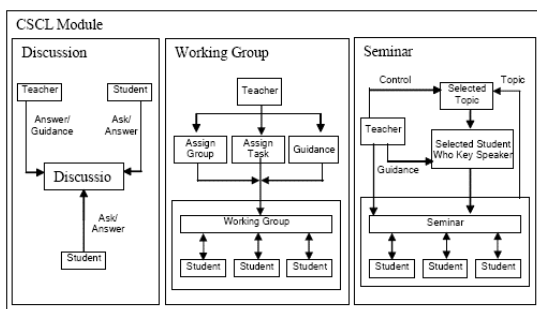 CSCL Module
Discussion
Teacher
Student
Answer/
Guidance
Ask/
Answer
Discussio
Ask/
Answer
Student
Working Group
Teacher
Assign
Group
Assign
Task
Guidance
Working Group
Student
Student
Student
Seminar
Control
Topic
Selected
Topic
Teacher
Selected Student
Who Key Speaker
Guidance
Seminar
Student
Student
Student